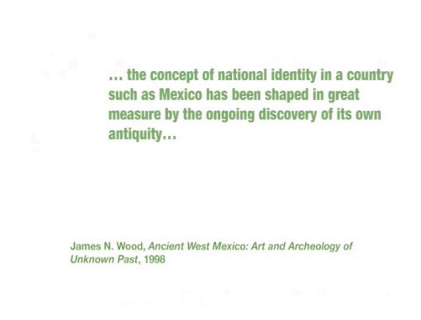 ... the concept of national identity in a country
such as Mexico has been shaped in great
measure by the ongoing discovery of its own
antiquity...
James N. Wood, Ancient West Mexico: Art and Archeology of
Unknown Past, 1998